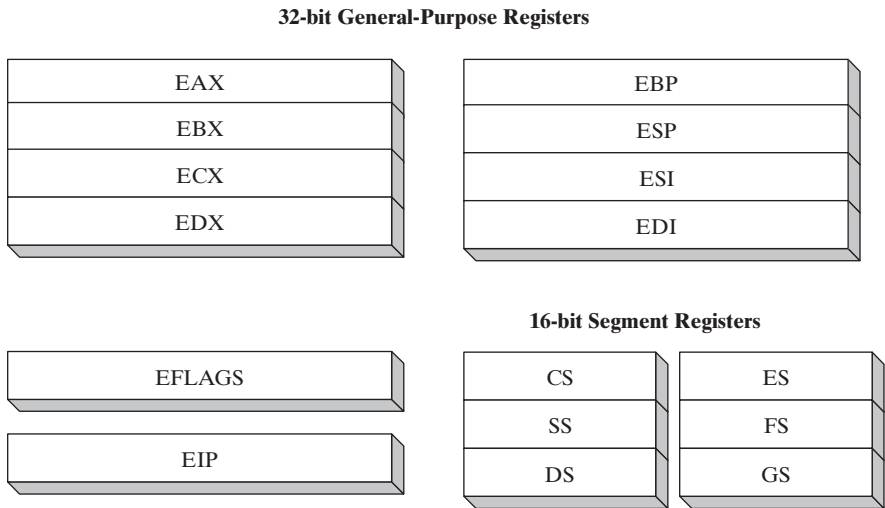 32-bit General-Purpose Registers
EAX
EBX
ECX
EDX
EBP
ESP
ESI
EDI
16-bit Segment Registers
EFLAGS
EIP
CS
SS
DS
ES
FS
GS